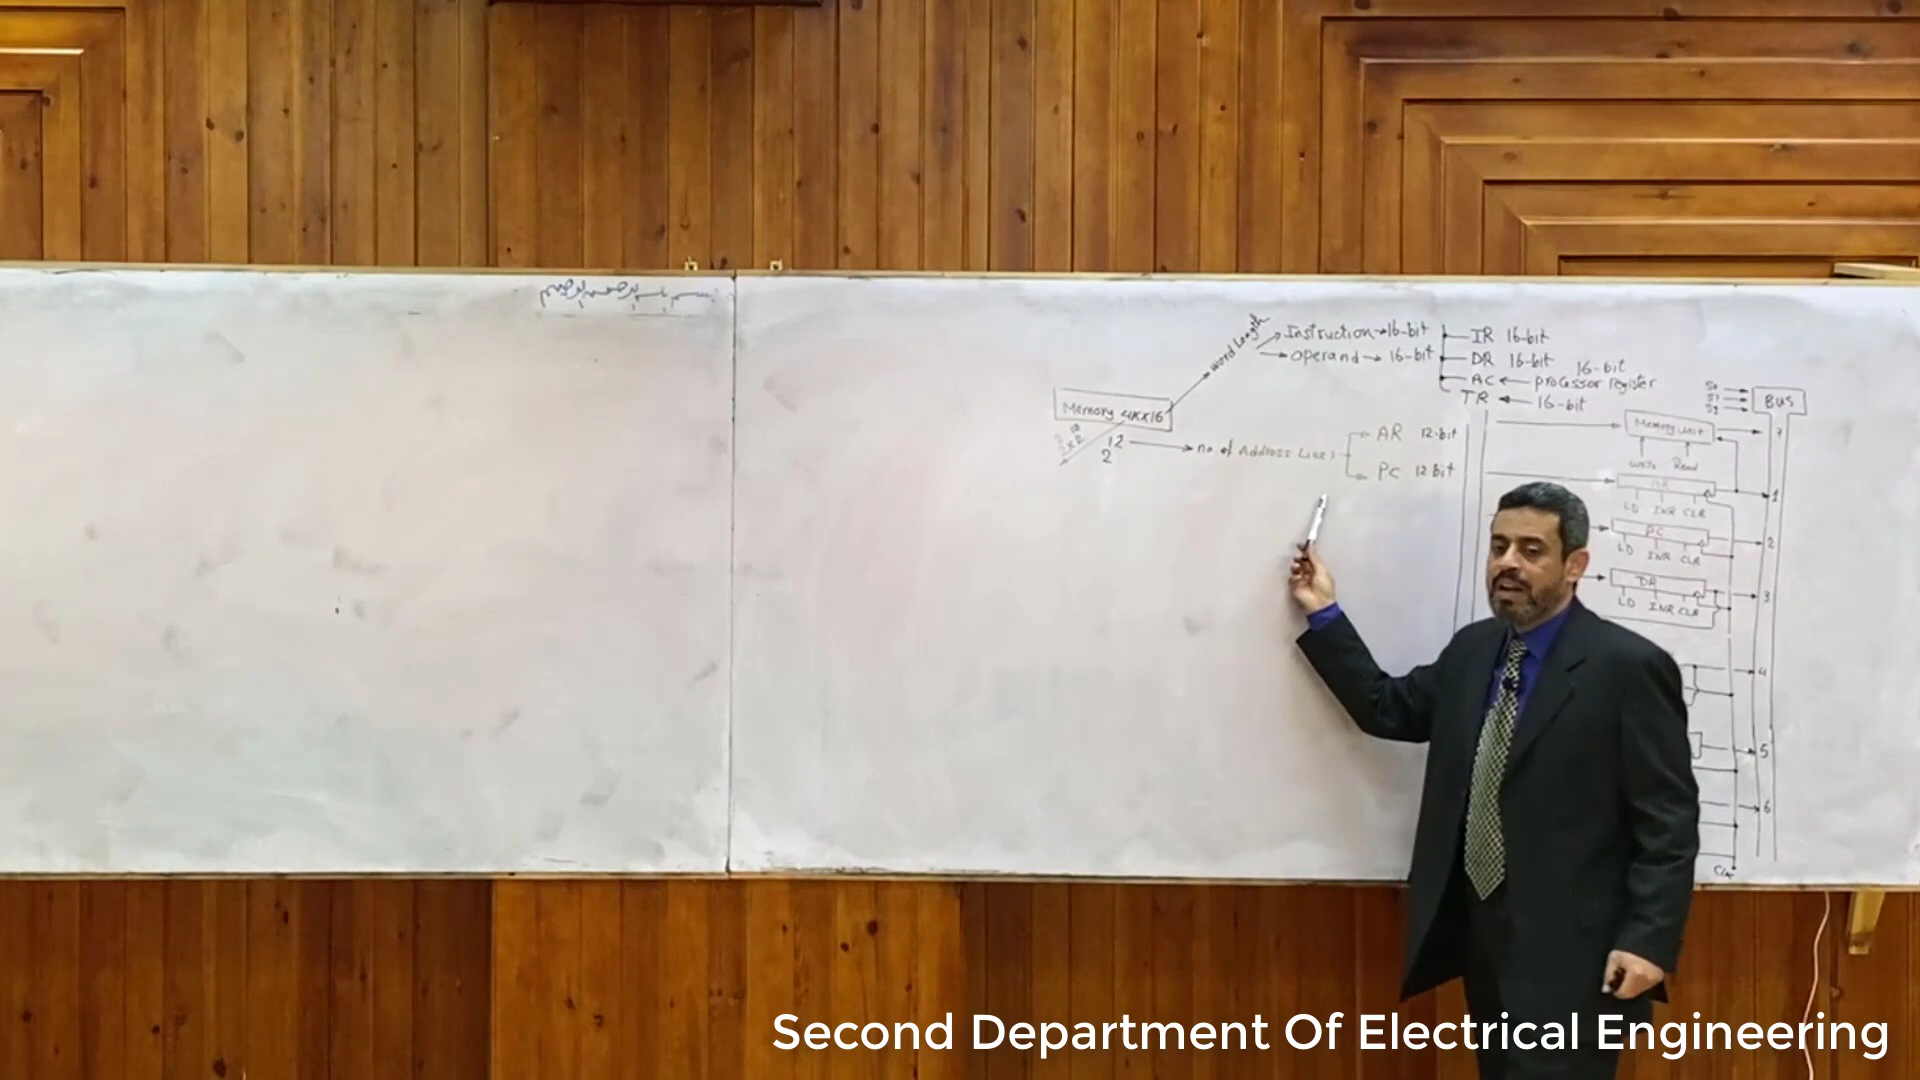 بسم الله الرحمن الرحيم
word Length
Instruction → 16-bit
operand → 16-bit
IR 16-bit
DR 16-bit
16-bit
AC ← processor register
TR ← 16-bit
Memory 4K×16
2
12
no. of Address Lines
AR 12-bit
PC 12 bit
S0
S1
S2
BUS
Memory unit
7
write Read
AR
1
LD INR CLR
PC
2
LD INR CLR
DR
3
LD INR CLR
4
5
6
Second Department Of Electrical Engineering